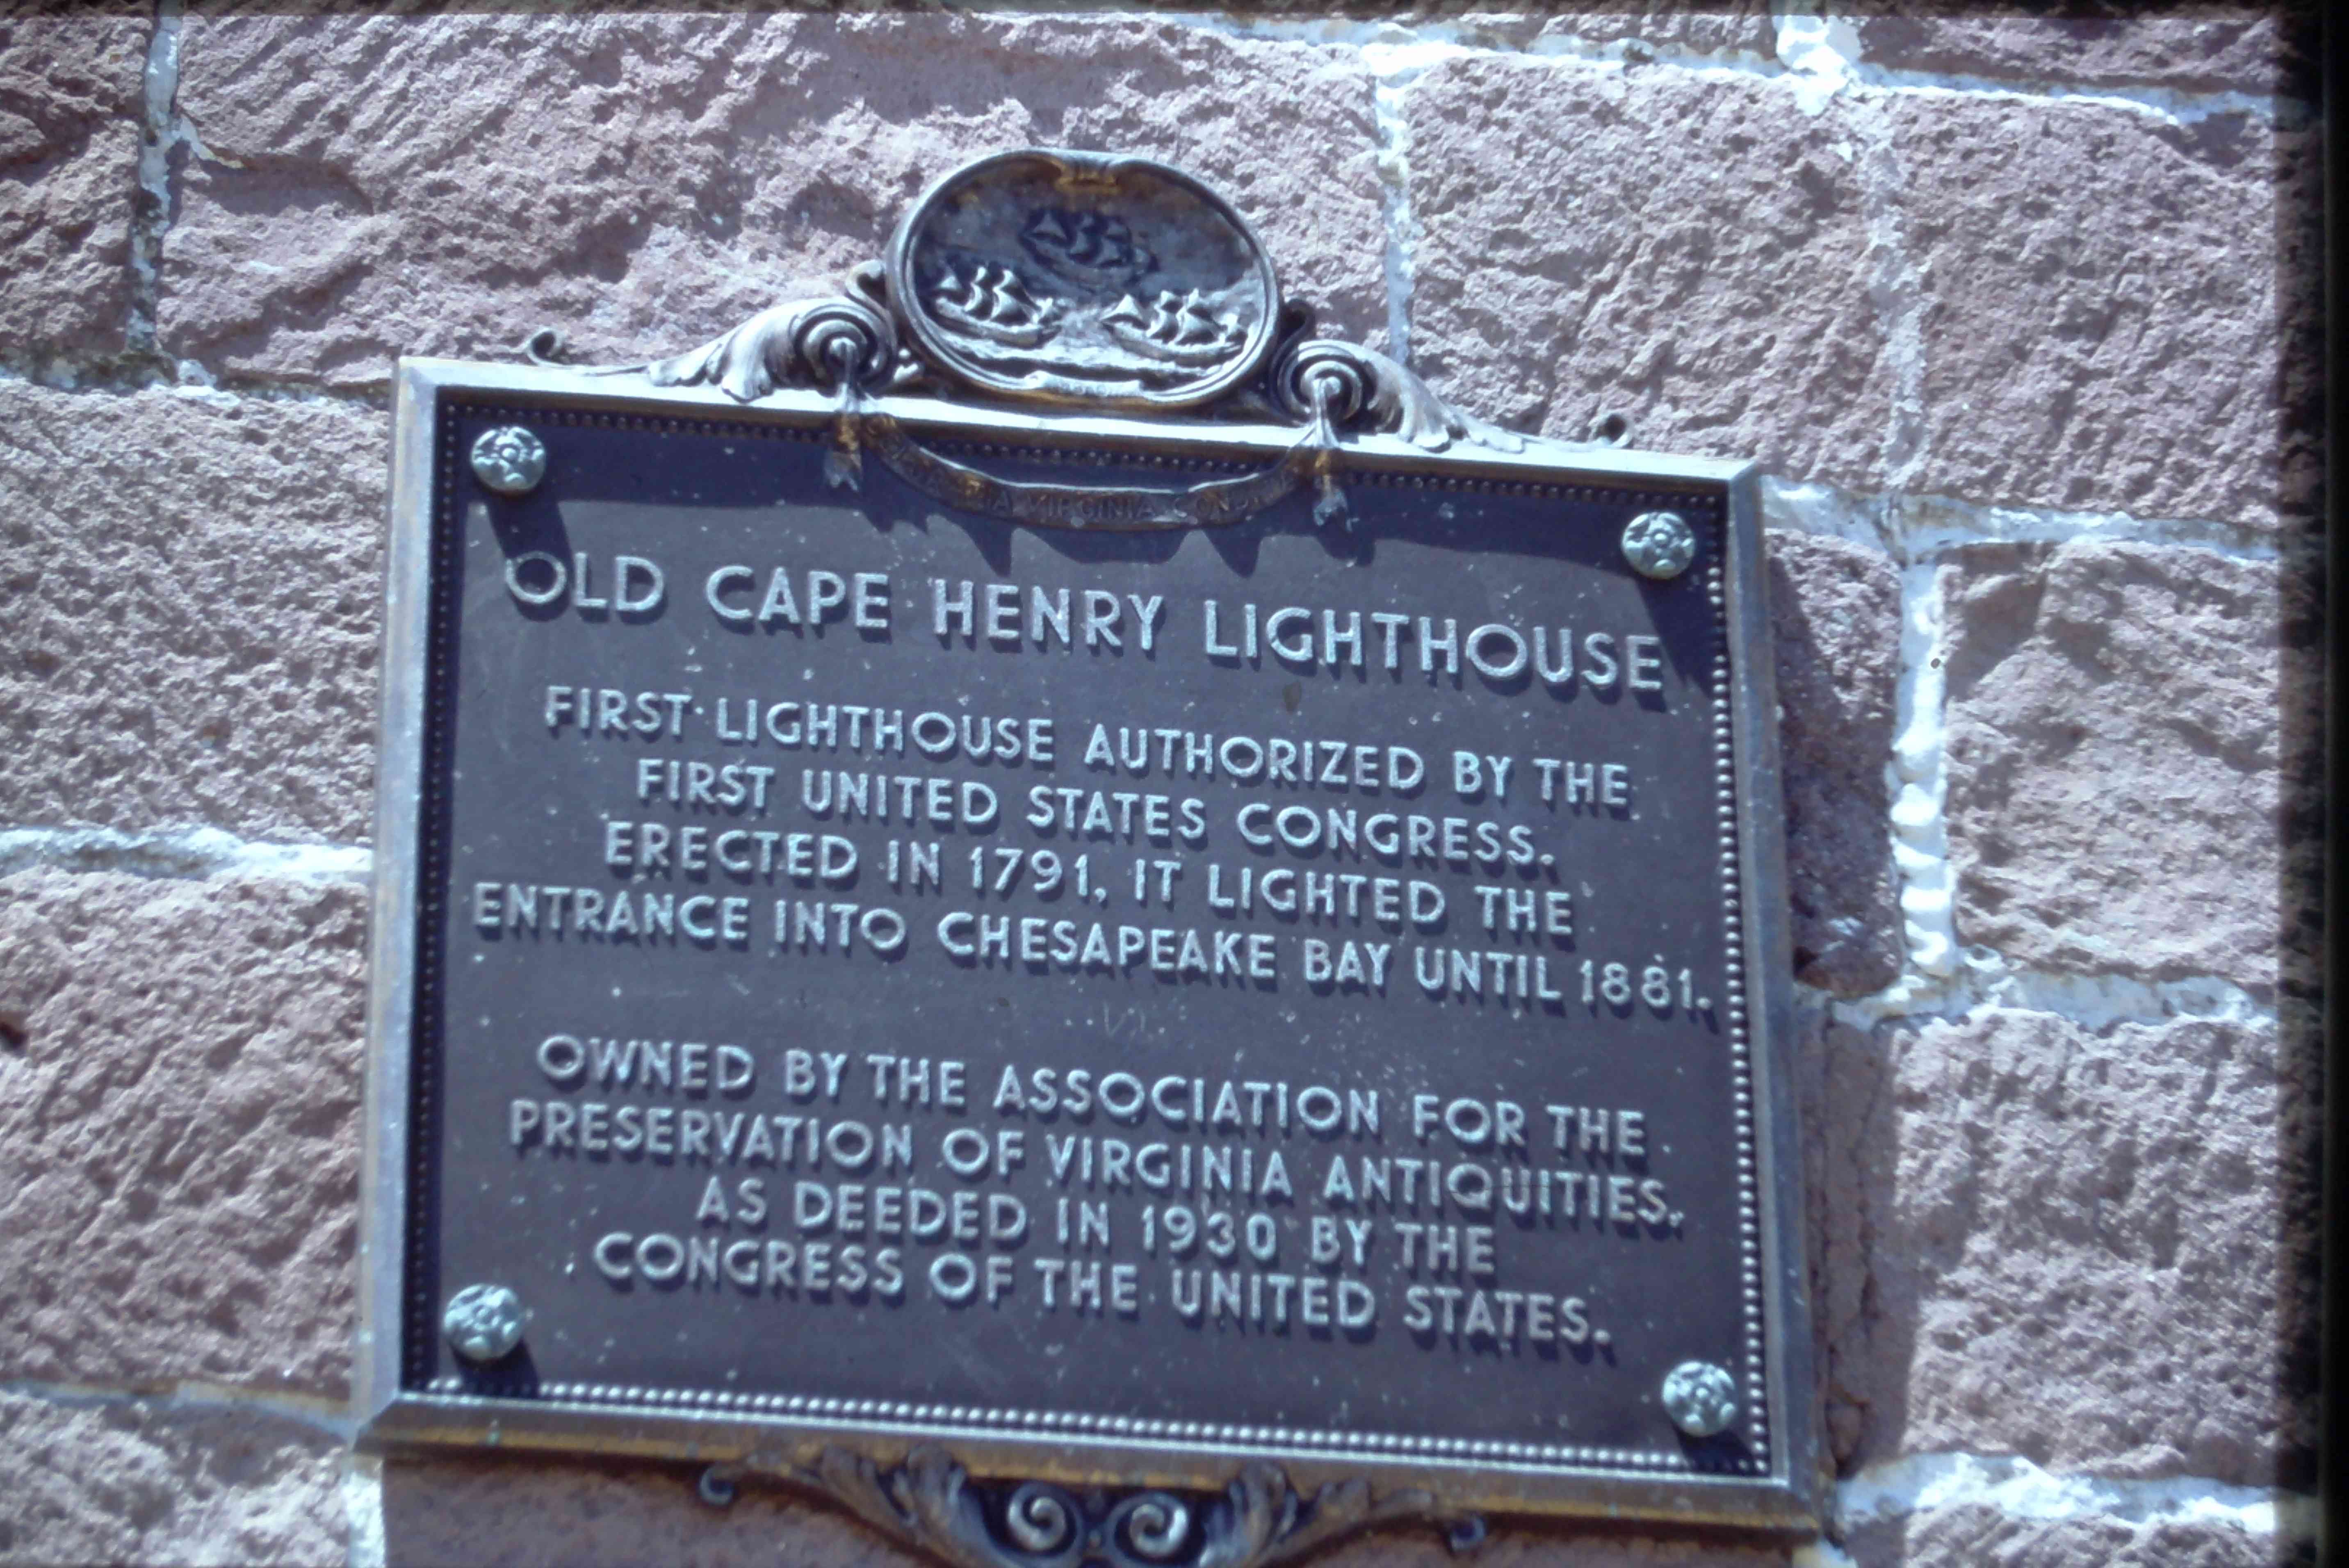 A VIRGINIA
OLD CAPE HENRY LIGHTHOUSE
FIRST LIGHTHOUSE AUTHORIZED BY THE
FIRST UNITED STATES CONGRESS.
ERECTED IN 1791, IT LIGHTED THE
ENTRANCE INTO CHESAPEAKE BAY UNTIL 1881.
OWNED BY THE ASSOCIATION FOR THE
PRESERVATION OF VIRGINIA ANTIQUITIES.
AS DEEDED IN 1930 BY THE
CONGRESS OF THE UNITED STATES.